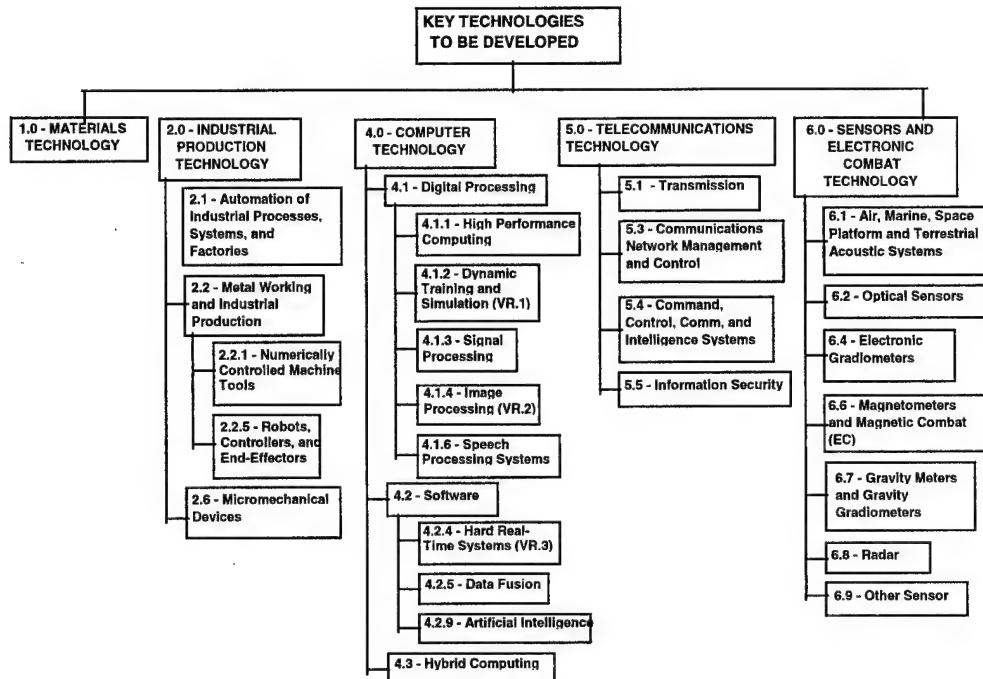 KEY TECHNOLOGIES
TO BE DEVELOPED
1.0 - MATERIALS
TECHNOLOGY
2.0 - INDUSTRIAL
PRODUCTION
TECHNOLOGY
2.1 - Automation of
Industrial Processes,
Systems, and
Factories
2.2 - Metal Working
and Industrial
Production
2.2.1 - Numerically
Controlled Machine
Tools
2.2.5 - Robots,
Controllers, and
End-Effectors
2.6 - Micromechanical
Devices
4.0 - COMPUTER
TECHNOLOGY
4.1 - Digital Processing
4.1.1 - High Performance
Computing
4.1.2 - Dynamic
Training and
Simulation (VR.1)
4.1.3 - Signal
Processing
4.1.4 - Image
Processing (VR.2)
4.1.6 - Speech
Processing Systems
4.2 - Software
4.2.4 - Hard Real-
Time Systems (VR.3)
4.2.5 - Data Fusion
4.2.9 - Artificial Intelligence
4.3 - Hybrid Computing
5.0 - TELECOMMUNICATIONS
TECHNOLOGY
5.1 - Transmission
5.3 - Communications
Network Management
and Control
5.4 - Command,
Control, Comm, and
Intelligence Systems
5.5 - Information Security
6.0 - SENSORS AND
ELECTRONIC
COMBAT
TECHNOLOGY
6.1 - Air, Marine, Space
Platform and Terrestrial
Acoustic Systems
6.2 - Optical Sensors
6.4 - Electronic
Gradiometers
6.6 - Magnetometers
and Magnetic Combat
(EC)
6.7 - Gravity Meters
and Gravity
Gradiometers
6.8 - Radar
6.9 - Other Sensor